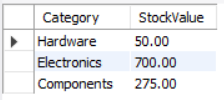 Category StockValue
Hardware 50.00
Electronics 700.00
Components 275.00